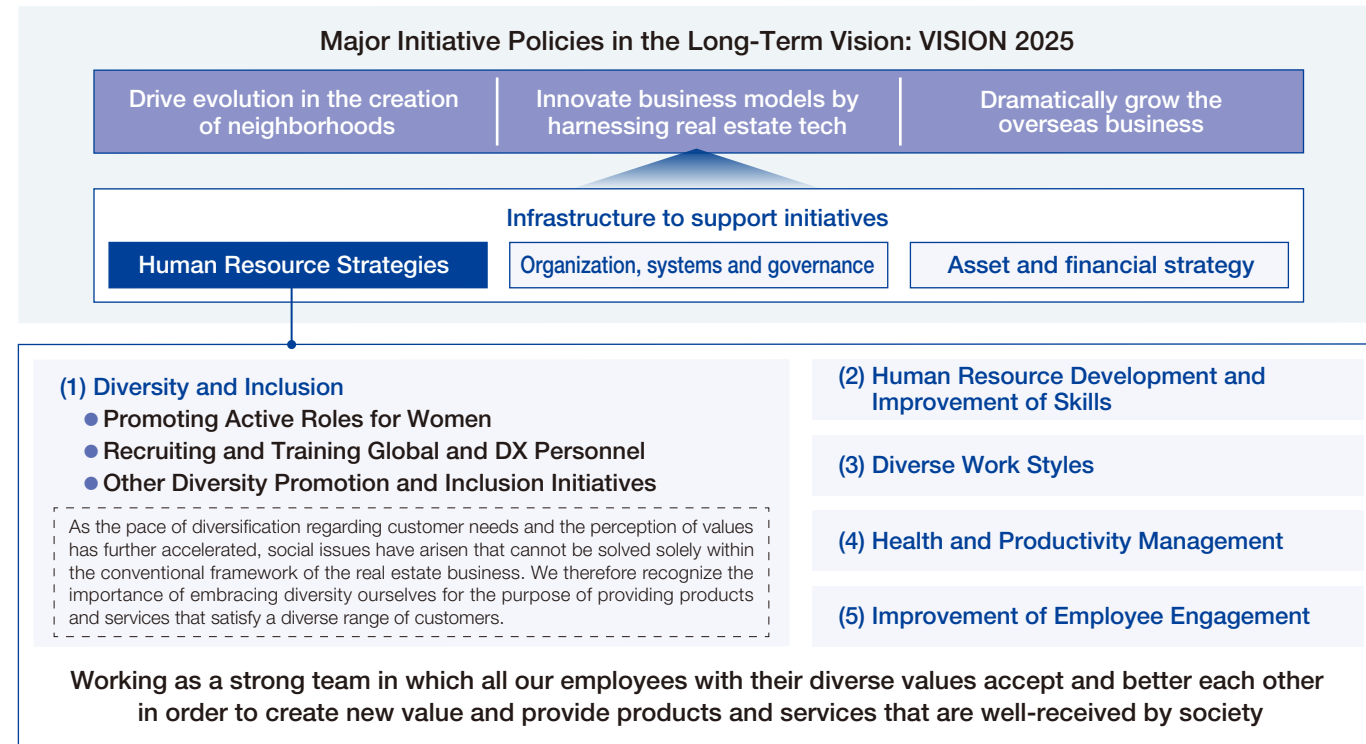 Major Initiative Policies in the Long-Term Vision: VISION 2025
Drive evolution in the creation
of neighborhoods
Innovate business models by
harnessing real estate tech
Dramatically grow the
overseas business
Infrastructure to support initiatives
Human Resource Strategies
Organization, systems and governance
Asset and financial strategy
(1) Diversity and Inclusion
● Promoting Active Roles for Women
● Recruiting and Training Global and DX Personnel
● Other Diversity Promotion and Inclusion Initiatives
As the pace of diversification regarding customer needs and the perception of values
has further accelerated, social issues have arisen that cannot be solved solely within
the conventional framework of the real estate business. We therefore recognize the
importance of embracing diversity ourselves for the purpose of providing products
and services that satisfy a diverse range of customers.
(2) Human Resource Development and
Improvement of Skills
(3) Diverse Work Styles
(4) Health and Productivity Management
(5) Improvement of Employee Engagement
Working as a strong team in which all our employees with their diverse values accept and better each other
in order to create new value and provide products and services that are well-received by society